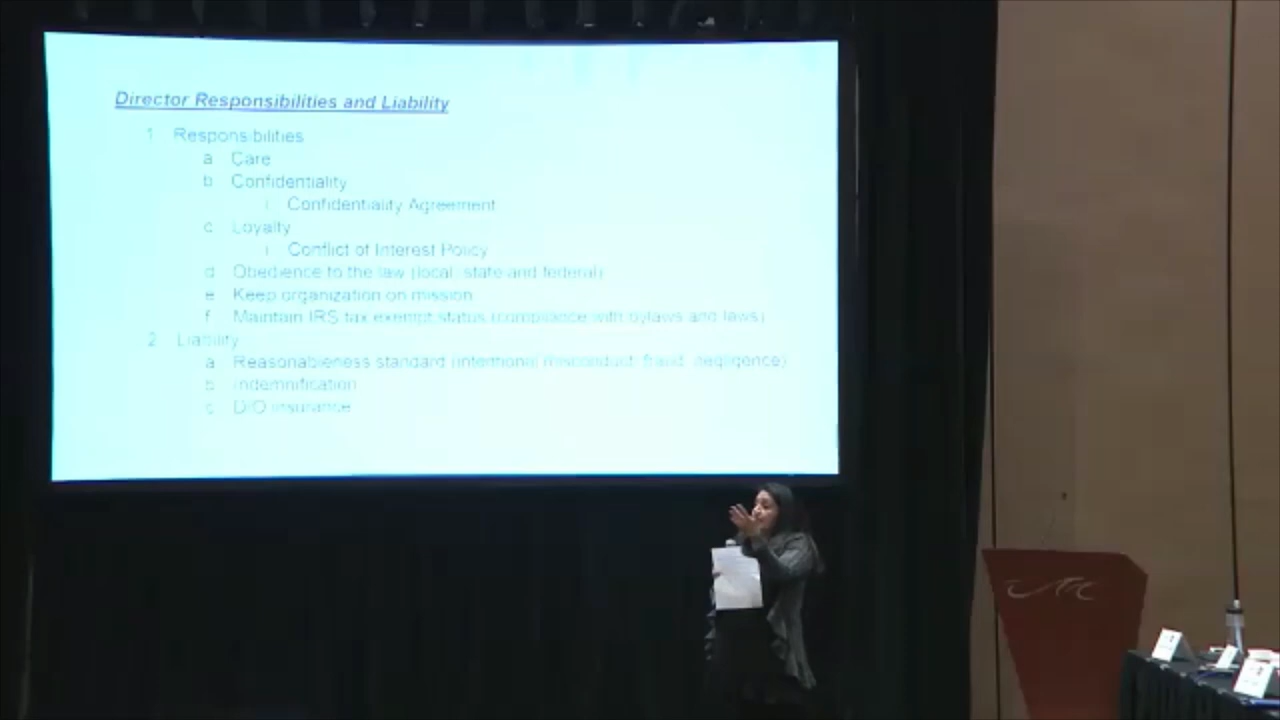 Director Responsibilities and Liability
1 Responsibilities
a Care
b Confidentiality
i Confidentiality Agreement
c Loyalty
i Conflict of Interest Policy
d Obedience to the law (local, state and federal)
e Keep organization on mission
f Maintain IRS tax exempt status (compliance with bylaws and laws)
2 Liability
a Reasonableness standard (intentional misconduct, fraud, negligence)
b Indemnification
c D/O insurance